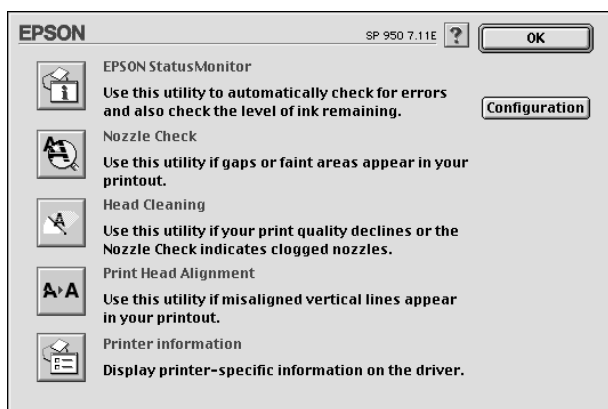 EPSON
SP 950 7.11E
?
OK
EPSON StatusMonitor
Use this utility to automatically check for errors
and also check the level of ink remaining.
Configuration
Nozzle Check
Use this utility if gaps or faint areas appear in your
printout.
Head Cleaning
Use this utility if your print quality declines or the
Nozzle Check indicates clogged nozzles.
Print Head Alignment
Use this utility if misaligned vertical lines appear
in your printout.
Printer information
Display printer-specific information on the driver.